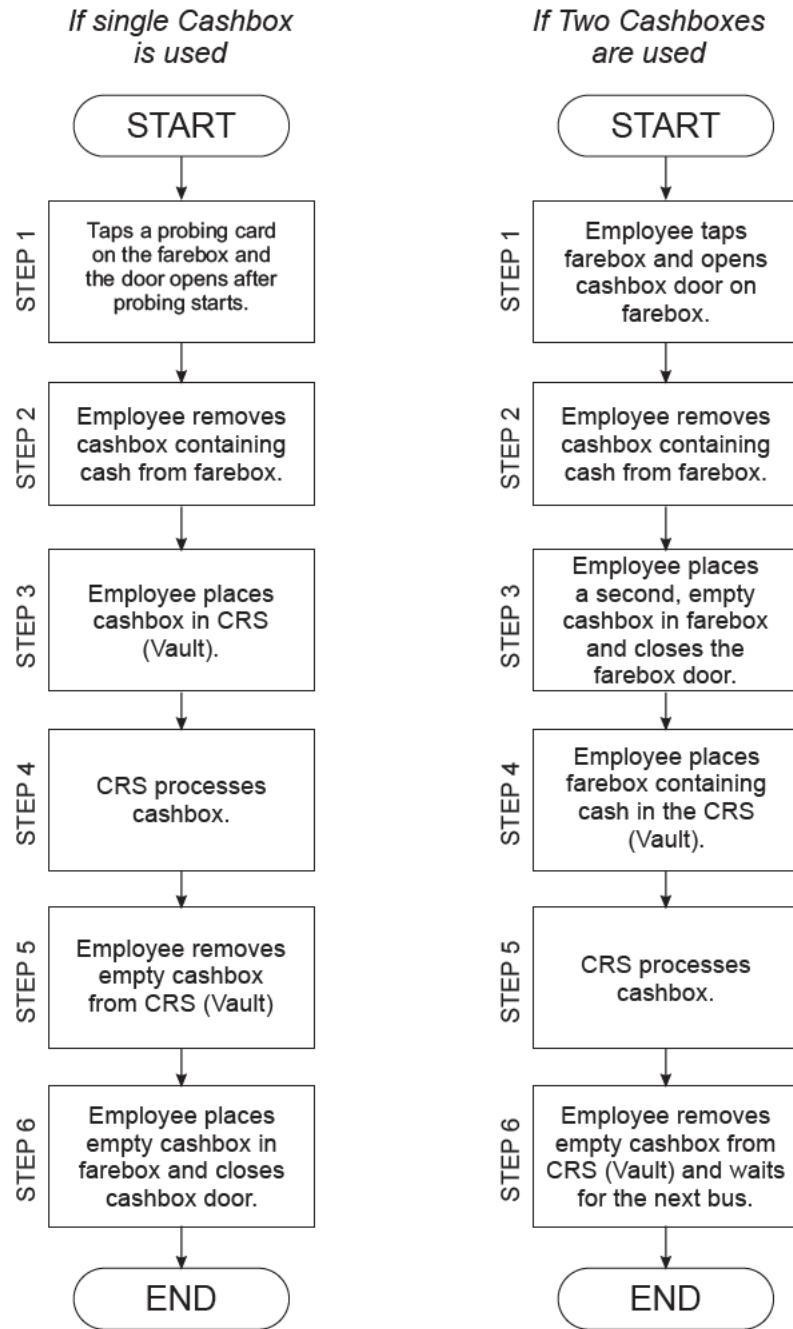 If single Cashbox
is used
START
STEP 1
Taps a probing card
on the farebox and
the door opens after
probing starts.
STEP 2
Employee removes
cashbox containing
cash from farebox.
STEP 3
Employee places
cashbox in CRS
(Vault).
STEP 4
CRS processes
cashbox.
STEP 5
Employee removes
empty cashbox
from CRS (Vault)
STEP 6
Employee places
empty cashbox in
farebox and closes
cashbox door.
END
If Two Cashboxes
are used
START
STEP 1
Employee taps
farebox and opens
cashbox door on
farebox.
STEP 2
Employee removes
cashbox containing
cash from farebox.
STEP 3
Employee places
a second, empty
cashbox in farebox
and closes the
farebox door.
STEP 4
Employee places
farebox containing
cash in the CRS
(Vault).
STEP 5
CRS processes
cashbox.
STEP 6
Employee removes
empty cashbox from
CRS (Vault) and waits
for the next bus.
END